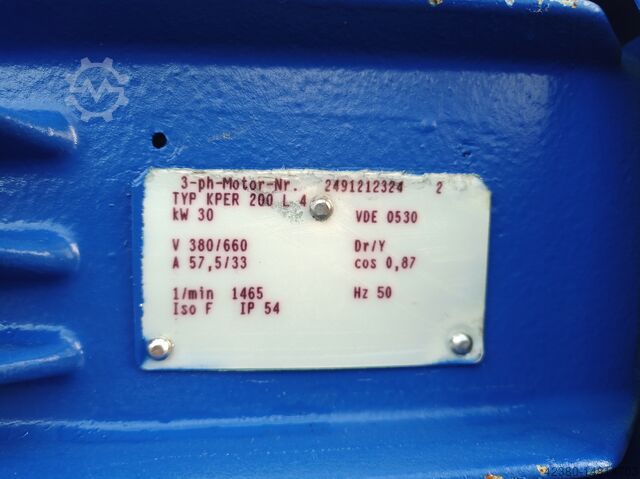 3-ph-Motor-Nr. 2491212324 2
TYP KPER 200 L 4
kW 30 VDE 0530
V 380/660 Dr/Y
A 57,5/33 cos 0,87
1/min 1465 Hz 50
Iso F IP 54